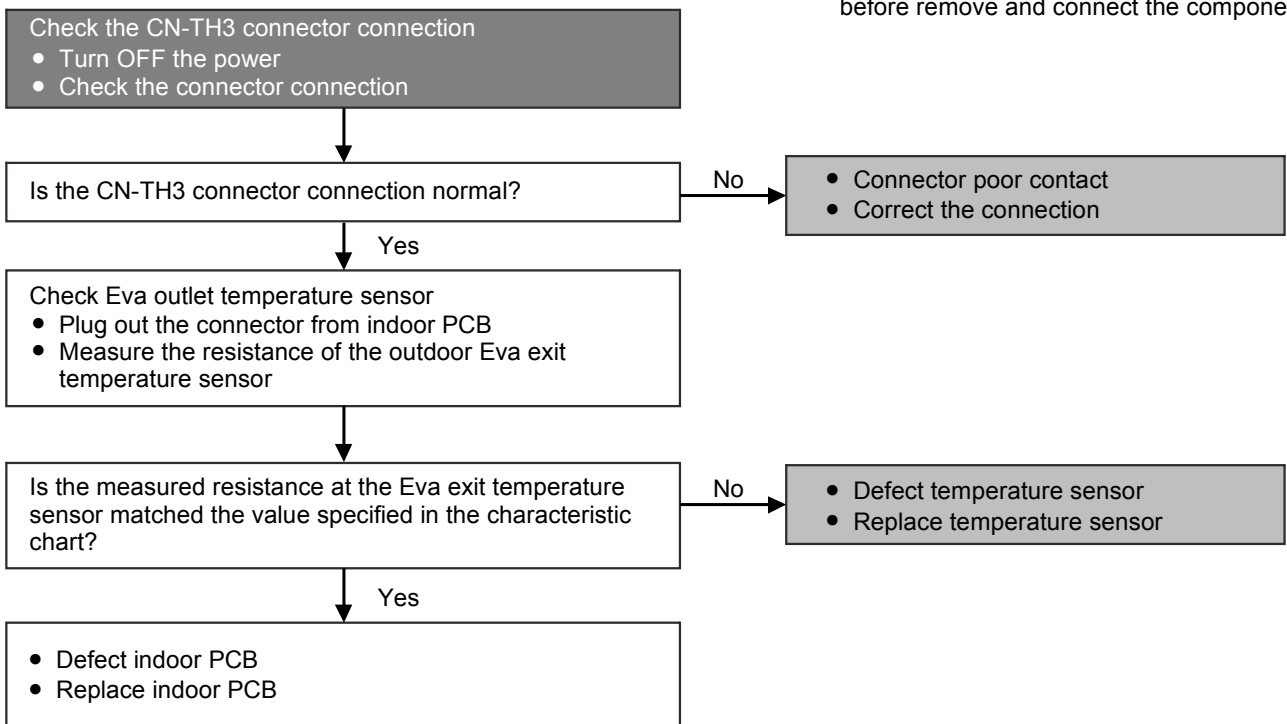 before remove and connect the compone
Check the CN-TH3 connector connection
• Turn OFF the power
• Check the connector connection
Is the CN-TH3 connector connection normal?
No
• Connector poor contact
• Correct the connection
Yes
Check Eva outlet temperature sensor
• Plug out the connector from indoor PCB
• Measure the resistance of the outdoor Eva exit
temperature sensor
Is the measured resistance at the Eva exit temperature
sensor matched the value specified in the characteristic
chart?
No
• Defect temperature sensor
• Replace temperature sensor
Yes
• Defect indoor PCB
• Replace indoor PCB